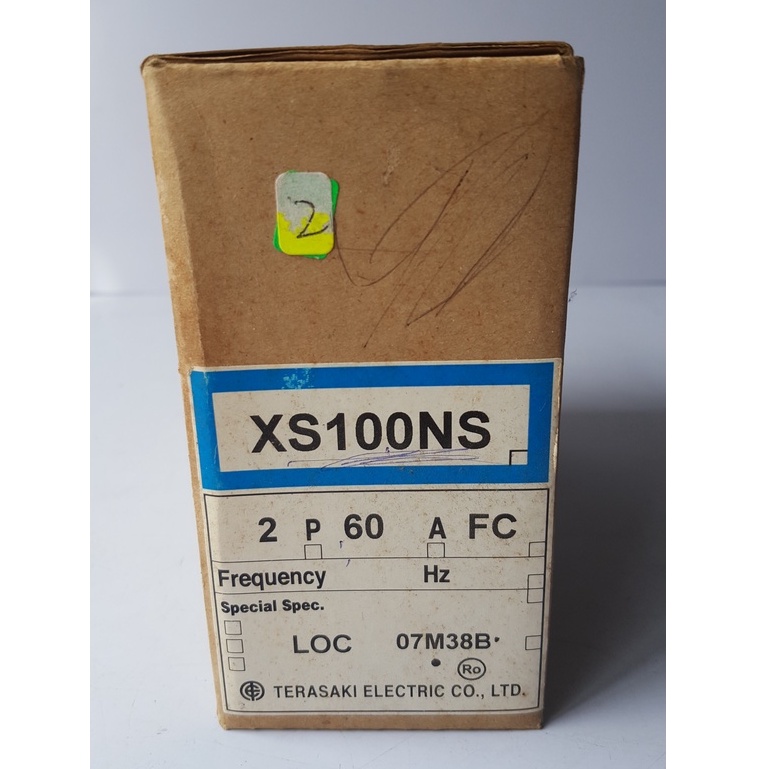 2
XS100NS
2 P 60 A FC
Frequency Hz
Special Spec.
LOC 07M38B
Ro
TERASAKI ELECTRIC CO., LTD.